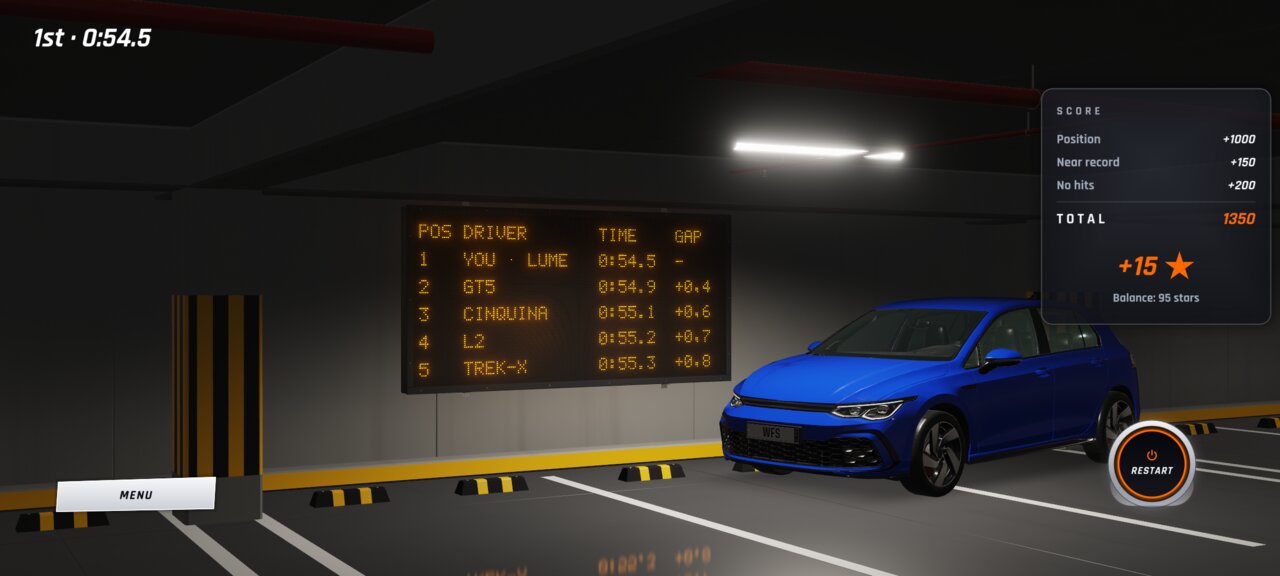 1st · 0:54.5
POS DRIVER TIME GAP
1 YOU · LUME 0:54.5 -
2 GT5 0:54.9 +0.4
3 CINQUINA 0:55.1 +0.6
4 L2 0:55.2 +0.7
5 TREK-X 0:55.3 +0.8
SCORE
Position +1000
Near record +150
No hits +200
TOTAL 1350
+15 ★
Balance: 95 stars
WFS
MENU
RESTART